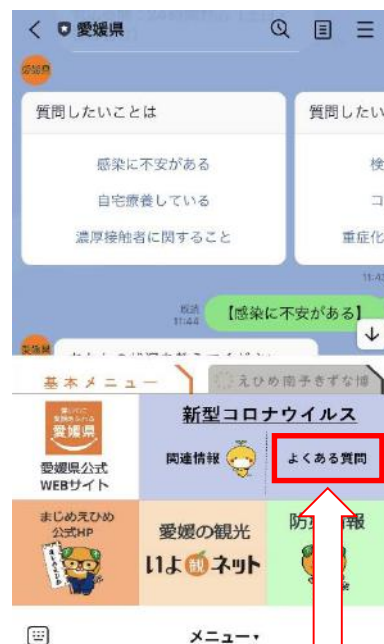 愛媛県
愛媛県
質問したいことは
質問したい
感染に不安がある
検
自宅療養している
コ
濃厚接触者に関すること
重症化
既読
11:44
【感染に不安がある】
基本メニュー
えひめ南予きずな博
愛媛県
愛媛県公式
WEBサイト
新型コロナウイルス
関連情報
よくある質問
まじめえひめ
公式HP
愛媛の観光
いよ観ネット
防
報
メニュー▾